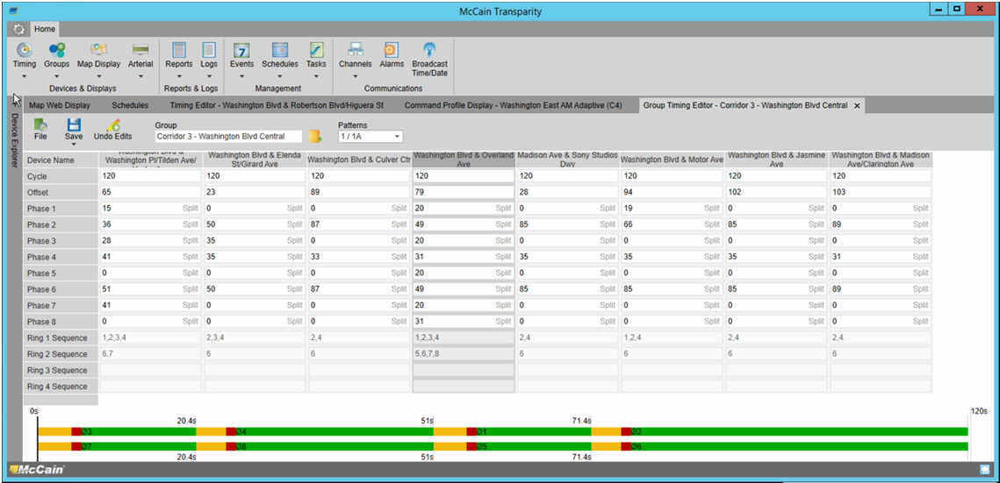 McCain Transparity
Home
Timing Groups Map Display Arterial Reports Logs Events Schedules Tasks Channels Alarms Broadcast Time/Date
Devices & Displays Reports & Logs Management Communications
Map Web Display Schedules Timing Editor - Washington Blvd & Robertson Blvd/Higuera St Command Profile Display - Washington East AM Adaptive (C4) Group Timing Editor - Corridor 3 - Washington Blvd Central
Device Explorer
File Save Undo Edits
Group
Corridor 3 - Washington Blvd Central
Patterns
1 / 1A
Device Name Washington Pl/Tilden Ave/ Washington Blvd & Elenda St/Girard Ave Washington Blvd & Culver Ctr Washington Blvd & Overland Ave Madison Ave & Sony Studios Dwy Washington Blvd & Motor Ave Washington Blvd & Jasmine Ave Washington Blvd & Madison Ave/Clarington Ave
Cycle 120 120 120 120 120 120 120 120
Offset 65 23 89 79 28 94 102 103
Phase 1 15 Split 0 Split 0 Split 20 Split 0 Split 19 Split 0 Split 0 Split
Phase 2 36 Split 50 Split 87 Split 49 Split 85 Split 66 Split 85 Split 89 Split
Phase 3 28 Split 35 Split 0 Split 20 Split 0 Split 0 Split 0 Split 0 Split
Phase 4 41 Split 35 Split 33 Split 31 Split 35 Split 35 Split 35 Split 31 Split
Phase 5 0 Split 0 Split 0 Split 20 Split 0 Split 0 Split 0 Split 0 Split
Phase 6 51 Split 50 Split 87 Split 49 Split 85 Split 85 Split 85 Split 89 Split
Phase 7 41 Split 0 Split 0 Split 20 Split 0 Split 0 Split 0 Split 0 Split
Phase 8 0 Split 0 Split 0 Split 31 Split 0 Split 0 Split 0 Split 0 Split
Ring 1 Sequence 1,2,3,4 2,3,4 2,4 1,2,3,4 2,4 1,2,4 2,4 2,4
Ring 2 Sequence 6,7 6 6 5,6,7,8 6 6 6 6
Ring 3 Sequence
Ring 4 Sequence
0s 120s
20.4s 51s 71.4s
Ø3 Ø4 Ø1 Ø2
Ø7 Ø8 Ø5 Ø6
20.4s 51s 71.4s
McCain